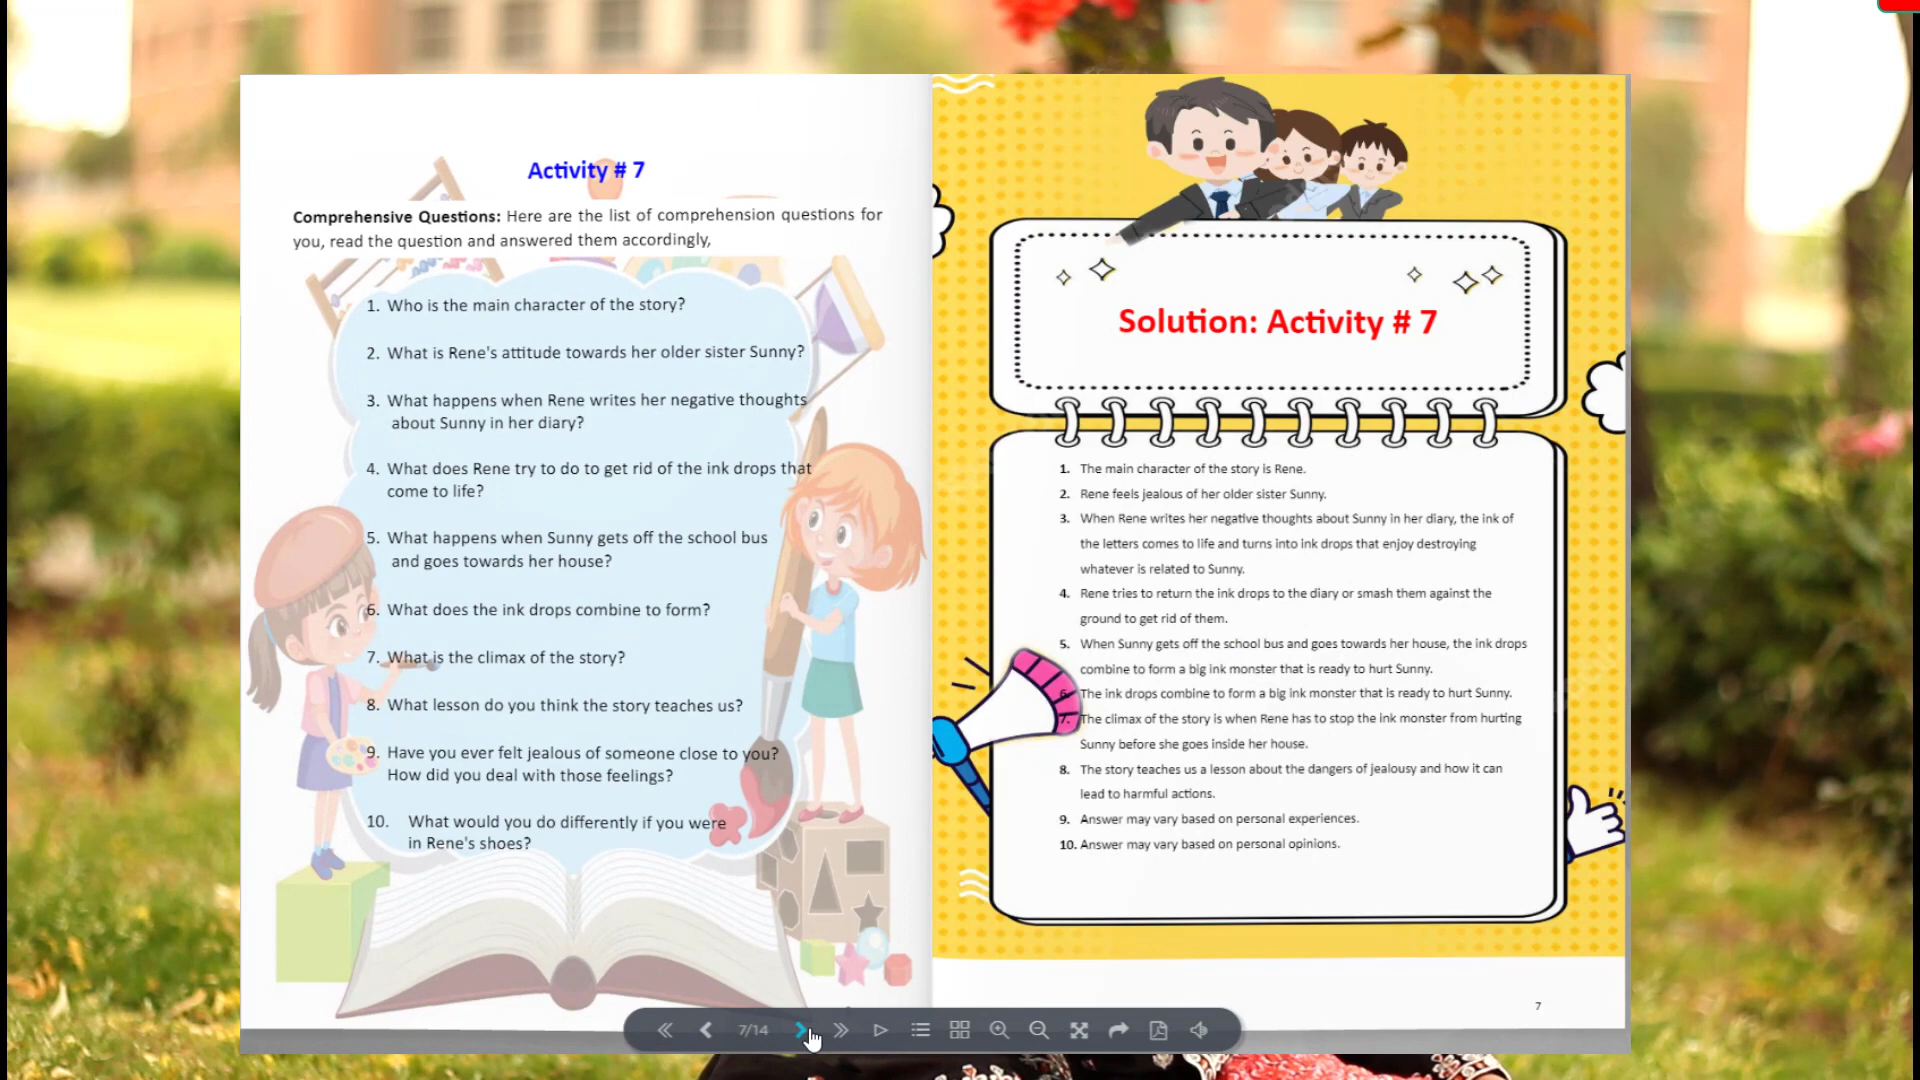 Activity # 7
Comprehensive Questions: Here are the list of comprehension questions for
you, read the question and answered them accordingly,
1. Who is the main character of the story?
2. What is Rene's attitude towards her older sister Sunny?
3. What happens when Rene writes her negative thoughts
about Sunny in her diary?
4. What does Rene try to do to get rid of the ink drops that
come to life?
5. What happens when Sunny gets off the school bus
and goes towards her house?
6. What does the ink drops combine to form?
7. What is the climax of the story?
8. What lesson do you think the story teaches us?
9. Have you ever felt jealous of someone close to you?
How did you deal with those feelings?
10. What would you do differently if you were
in Rene's shoes?
Solution: Activity # 7
1. The main character of the story is Rene.
2. Rene feels jealous of her older sister Sunny.
3. When Rene writes her negative thoughts about Sunny in her diary, the ink of
the letters comes to life and turns into ink drops that enjoy destroying
whatever is related to Sunny.
4. Rene tries to return the ink drops to the diary or smash them against the
ground to get rid of them.
5. When Sunny gets off the school bus and goes towards her house, the ink drops
combine to form a big ink monster that is ready to hurt Sunny.
6. The ink drops combine to form a big ink monster that is ready to hurt Sunny.
7. The climax of the story is when Rene has to stop the ink monster from hurting
Sunny before she goes inside her house.
8. The story teaches us a lesson about the dangers of jealousy and how it can
lead to harmful actions.
9. Answer may vary based on personal experiences.
10. Answer may vary based on personal opinions.
7
7/14